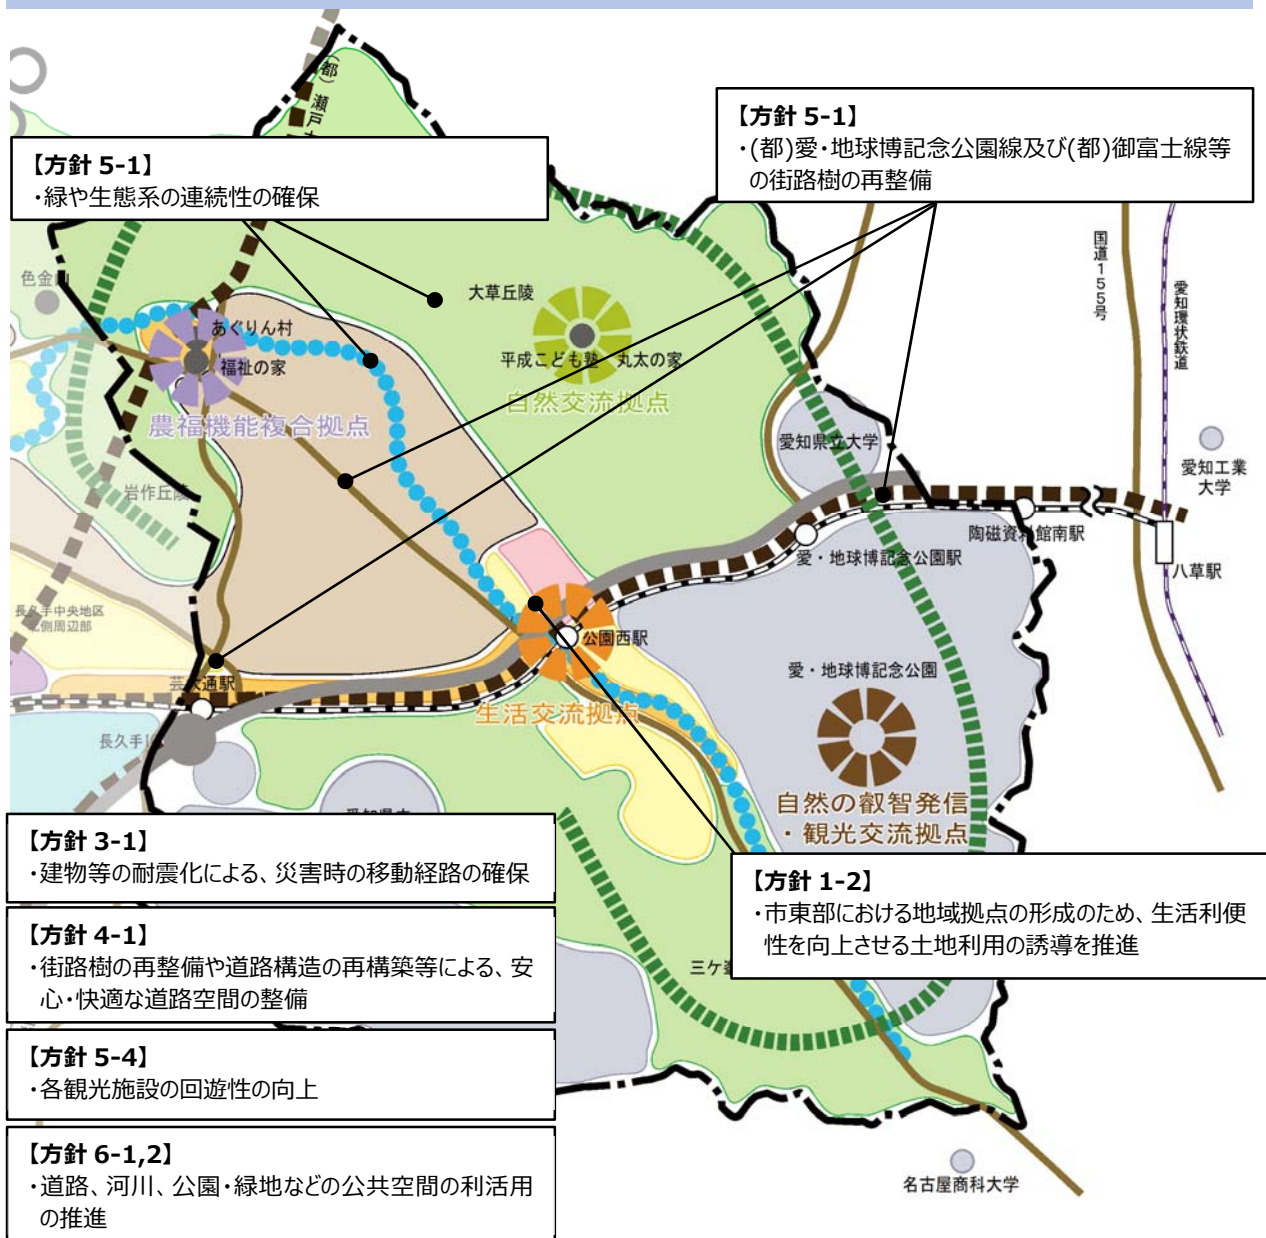 (都)瀬戸大
【方針 5-1】
・緑や生態系の連続性の確保
【方針 5-1】
・(都)愛・地球博記念公園線及び(都)御富士線等
の街路樹の再整備
国道155号
愛知環状鉄道
色金山
大草丘陵
あぐりん村
福祉の家
農福機能複合拠点
平成こども塾 丸太の家
自然交流拠点
愛知県立大学
愛知工業
大学
岩作丘陵
陶磁資料館南駅
愛・地球博記念公園駅
八草駅
長久手中央地区
北側周辺部
公園西駅
愛・地球博記念公園
芸大通駅
生活交流拠点
長久手IC
自然の叡智発信
・観光交流拠点
【方針 3-1】
・建物等の耐震化による、災害時の移動経路の確保
【方針 1-2】
・市東部における地域拠点の形成のため、生活利便
性を向上させる土地利用の誘導を推進
【方針 4-1】
・街路樹の再整備や道路構造の再構築等による、安
心・快適な道路空間の整備
三ケ峯
【方針 5-4】
・各観光施設の回遊性の向上
【方針 6-1,2】
・道路、河川、公園・緑地などの公共空間の利活用
の推進
名古屋商科大学